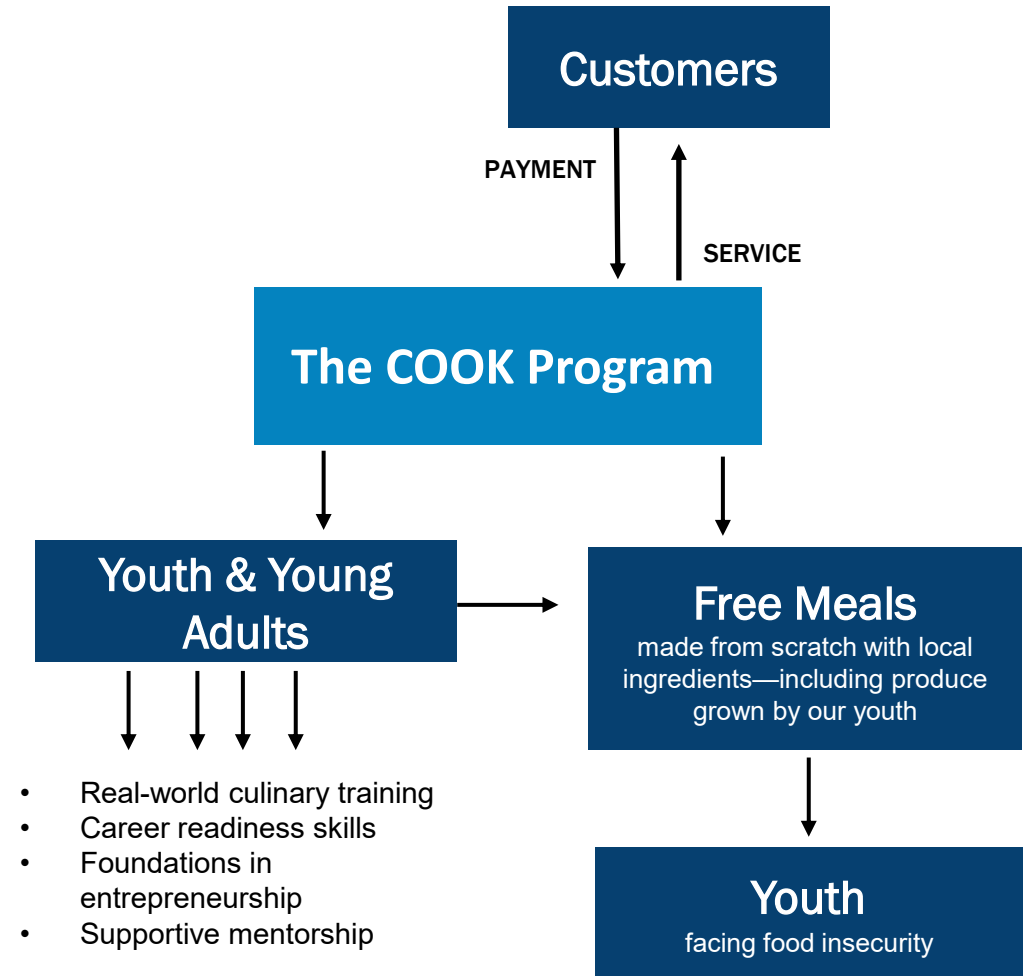 Customers
PAYMENT
SERVICE
The COOK Program
Youth & Young
Adults
Free Meals
made from scratch with local
ingredients—including produce
grown by our youth
• Real-world culinary training
• Career readiness skills
• Foundations in
entrepreneurship
• Supportive mentorship
Youth
facing food insecurity